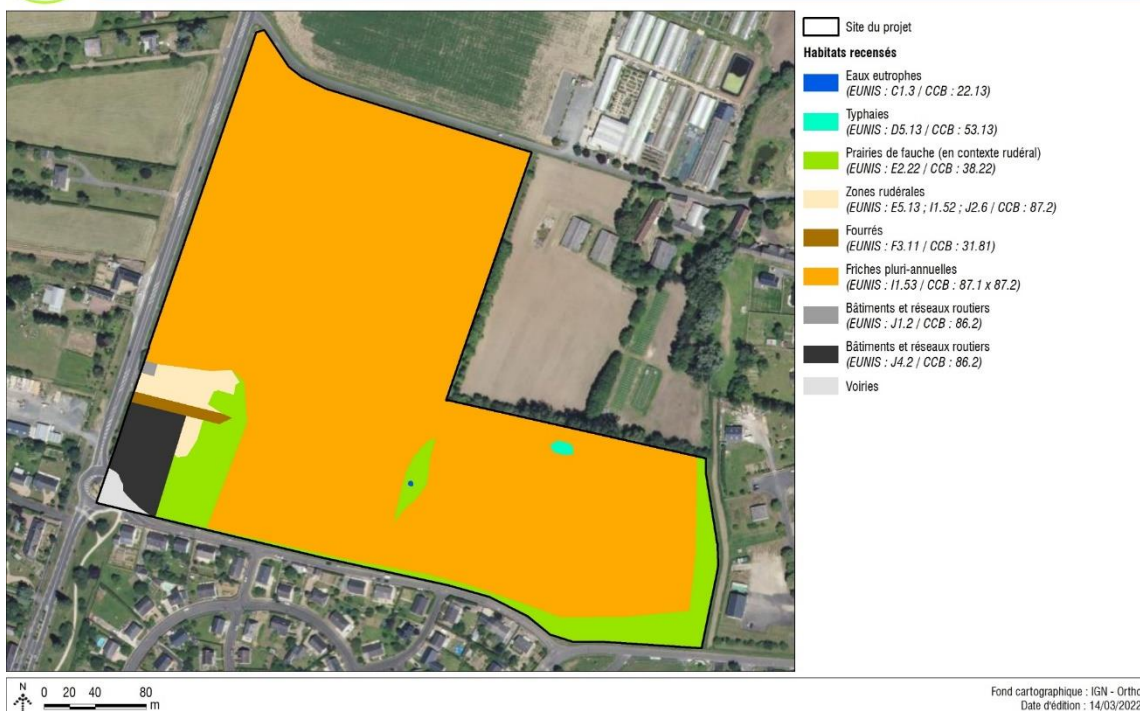 Site du projet
Habitats recensés
Eaux eutrophes
(EUNIS : C1.3 / CCB : 22.13)
Typhaies
(EUNIS : D5.13 / CCB : 53.13)
Prairies de fauche (en contexte rudéral)
(EUNIS : E2.22 / CCB : 38.22)
Zones rudérales
(EUNIS : E5.13 ; I1.52 ; J2.6 / CCB : 87.2)
Fourrés
(EUNIS : F3.11 / CCB : 31.81)
Friches pluri-annuelles
(EUNIS : I1.53 / CCB : 87.1 x 87.2)
Bâtiments et réseaux routiers
(EUNIS : J1.2 / CCB : 86.2)
Bâtiments et réseaux routiers
(EUNIS : J4.2 / CCB : 86.2)
Voiries
N
0 20 40 80
m
Fond cartographique : IGN - Ortho
Date d'édition : 14/03/2022